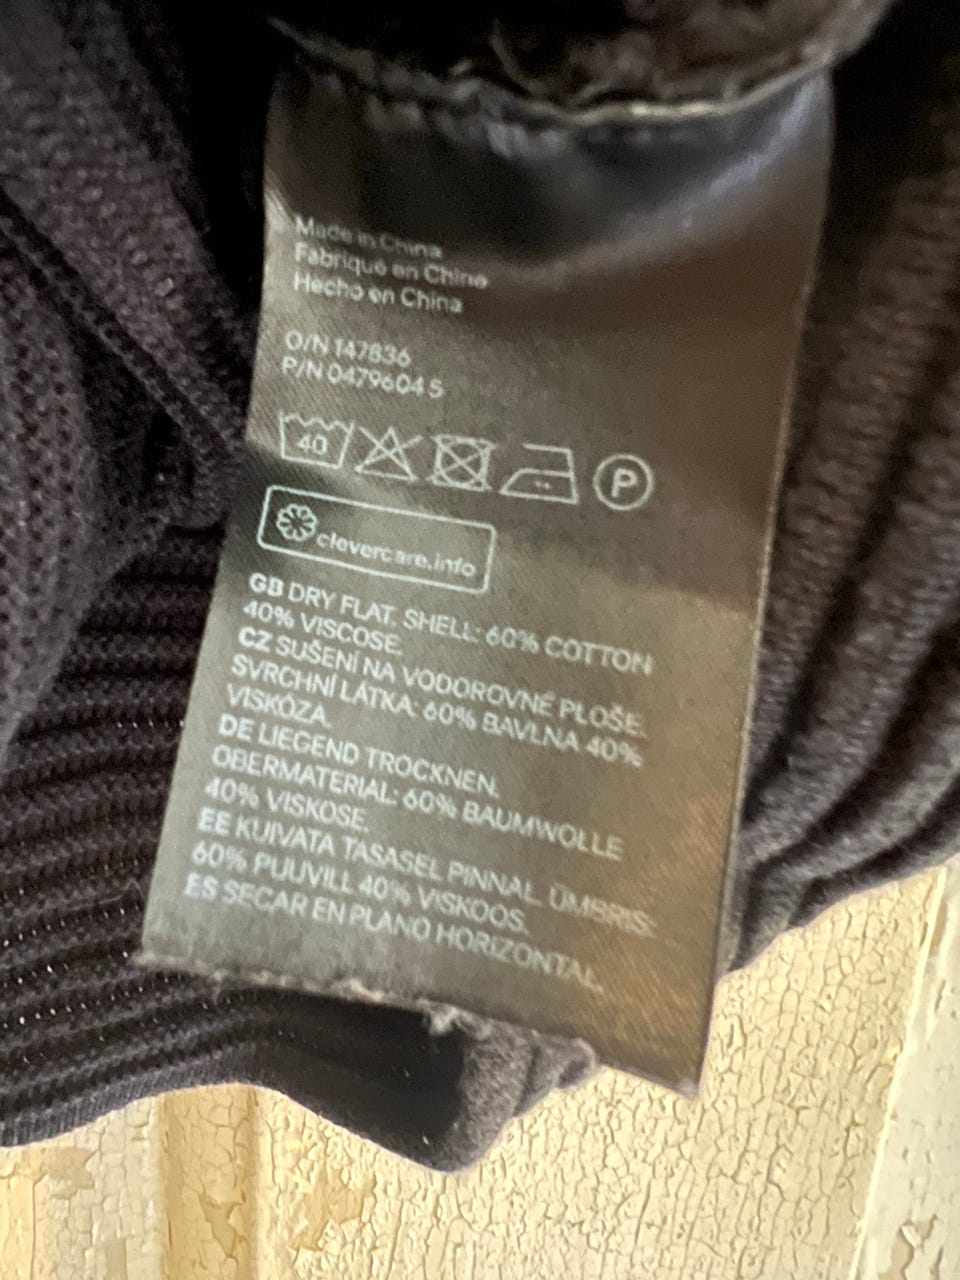 Made in China
Fabriqué en Chine
Hecho en China
O/N 147836
P/N 047960 4 5
40
P
clevercare.info
GB DRY FLAT. SHELL: 60% COTTON
40% VISCOSE.
CZ SUŠENÍ NA VODOROVNÉ PLOŠE.
SVRCHNÍ LÁTKA: 60% BAVLNA 40%
VISKÓZA.
DE LIEGEND TROCKNEN.
OBERMATERIAL: 60% BAUMWOLLE
40% VISKOSE.
EE KUIVATA TASASEL PINNAL. ÜMBRIS:
60% PUUVILL 40% VISKOOS.
ES SECAR EN PLANO HORIZONTAL.